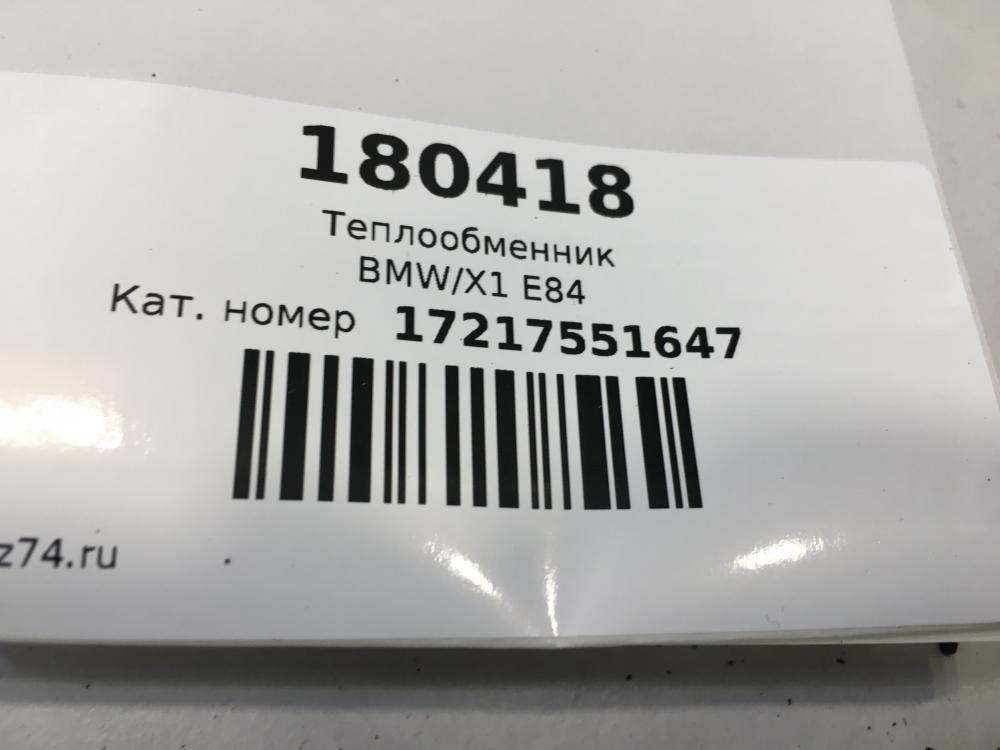 180418
Теплообменник
BMW/X1 E84
Кат. номер 17217551647
z74.ru